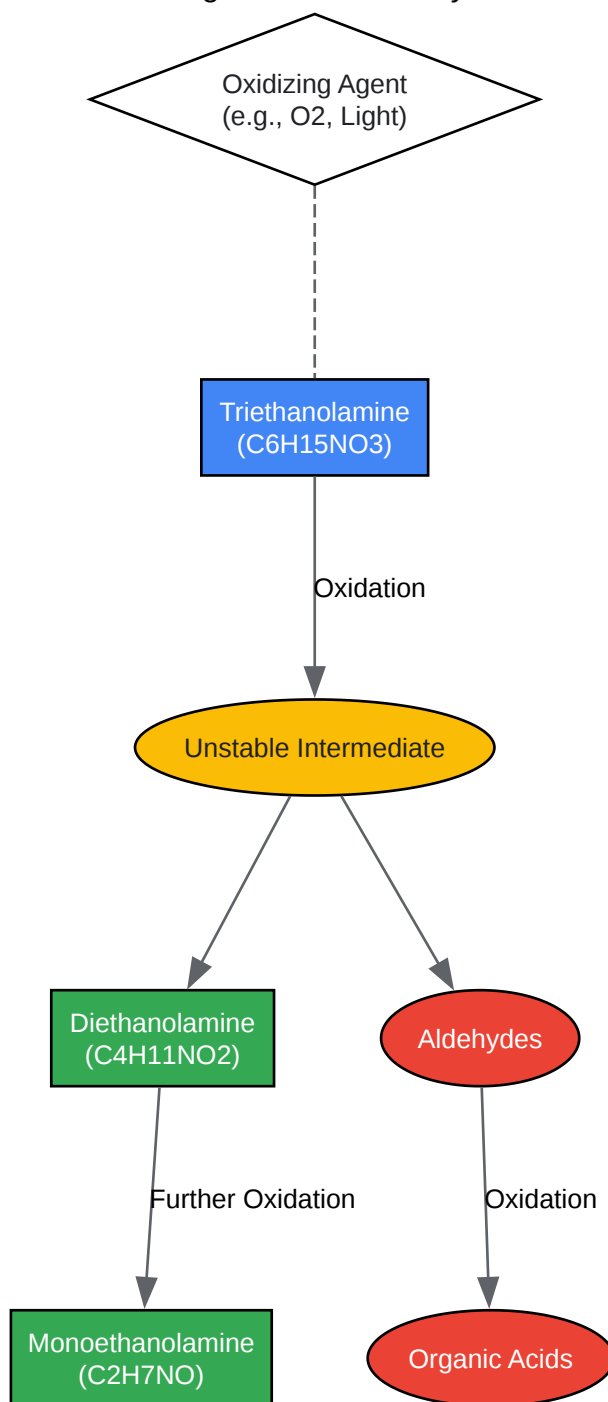 Oxidizing Agent
(e.g., O2, Light)
Triethanolamine
(C6H15NO3)
Oxidation
Unstable Intermediate
Diethanolamine
(C4H11NO2)
Aldehydes
Further Oxidation
Oxidation
Monoethanolamine
(C2H7NO)
Organic Acids